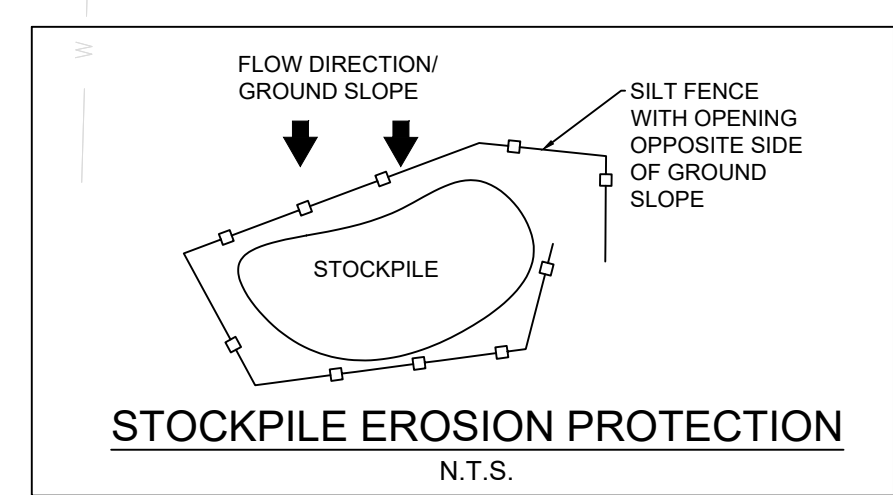 W
FLOW DIRECTION/
GROUND SLOPE
SILT FENCE
WITH OPENING
OPPOSITE SIDE
OF GROUND
SLOPE
STOCKPILE
STOCKPILE EROSION PROTECTION
N.T.S.